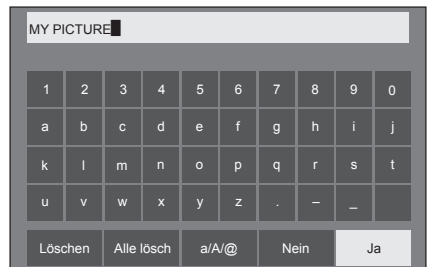 MY PICTURE
1 2 3 4 5 6 7 8 9 0
a b c d e f g h i j
k l m n o p q r s t
u v w x y z . – _
Löschen Alle lösch a/A/@ Nein Ja